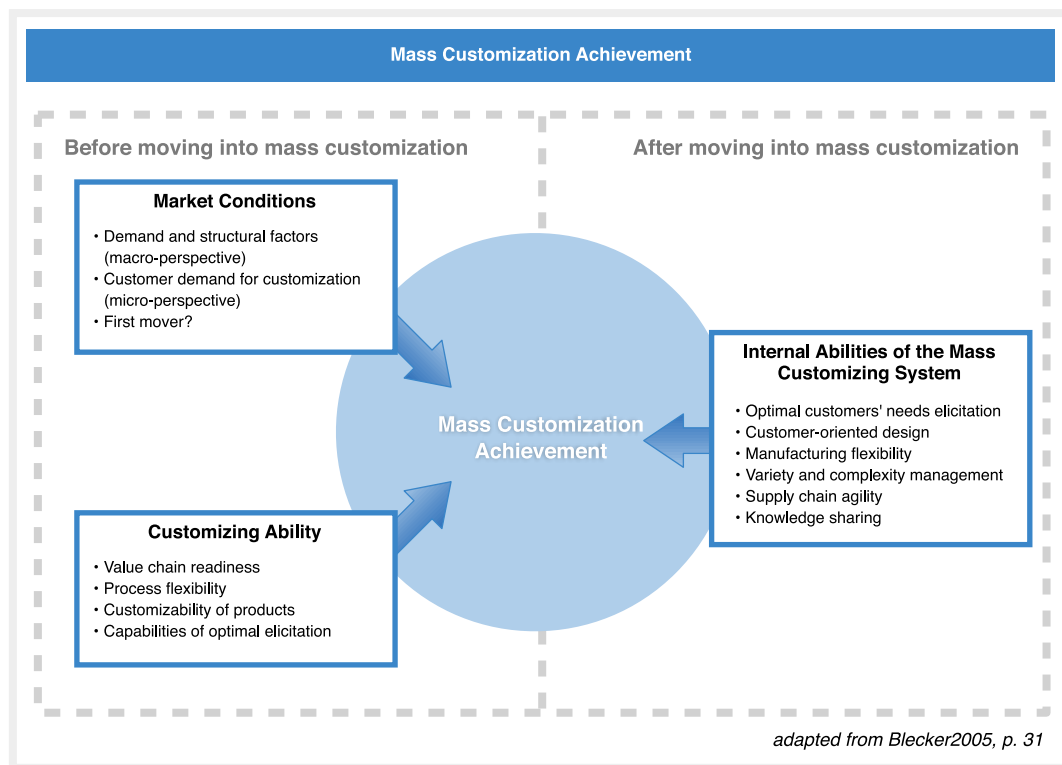 Mass Customization Achievement
Before moving into mass customization
After moving into mass customization
Market Conditions
• Demand and structural factors
(macro-perspective)
• Customer demand for customization
(micro-perspective)
• First mover?
Mass Customization
Achievement
Customizing Ability
• Value chain readiness
• Process flexibility
• Customizability of products
• Capabilities of optimal elicitation
Internal Abilities of the Mass
Customizing System
• Optimal customers' needs elicitation
• Customer-oriented design
• Manufacturing flexibility
• Variety and complexity management
• Supply chain agility
• Knowledge sharing
adapted from Blecker2005, p. 31